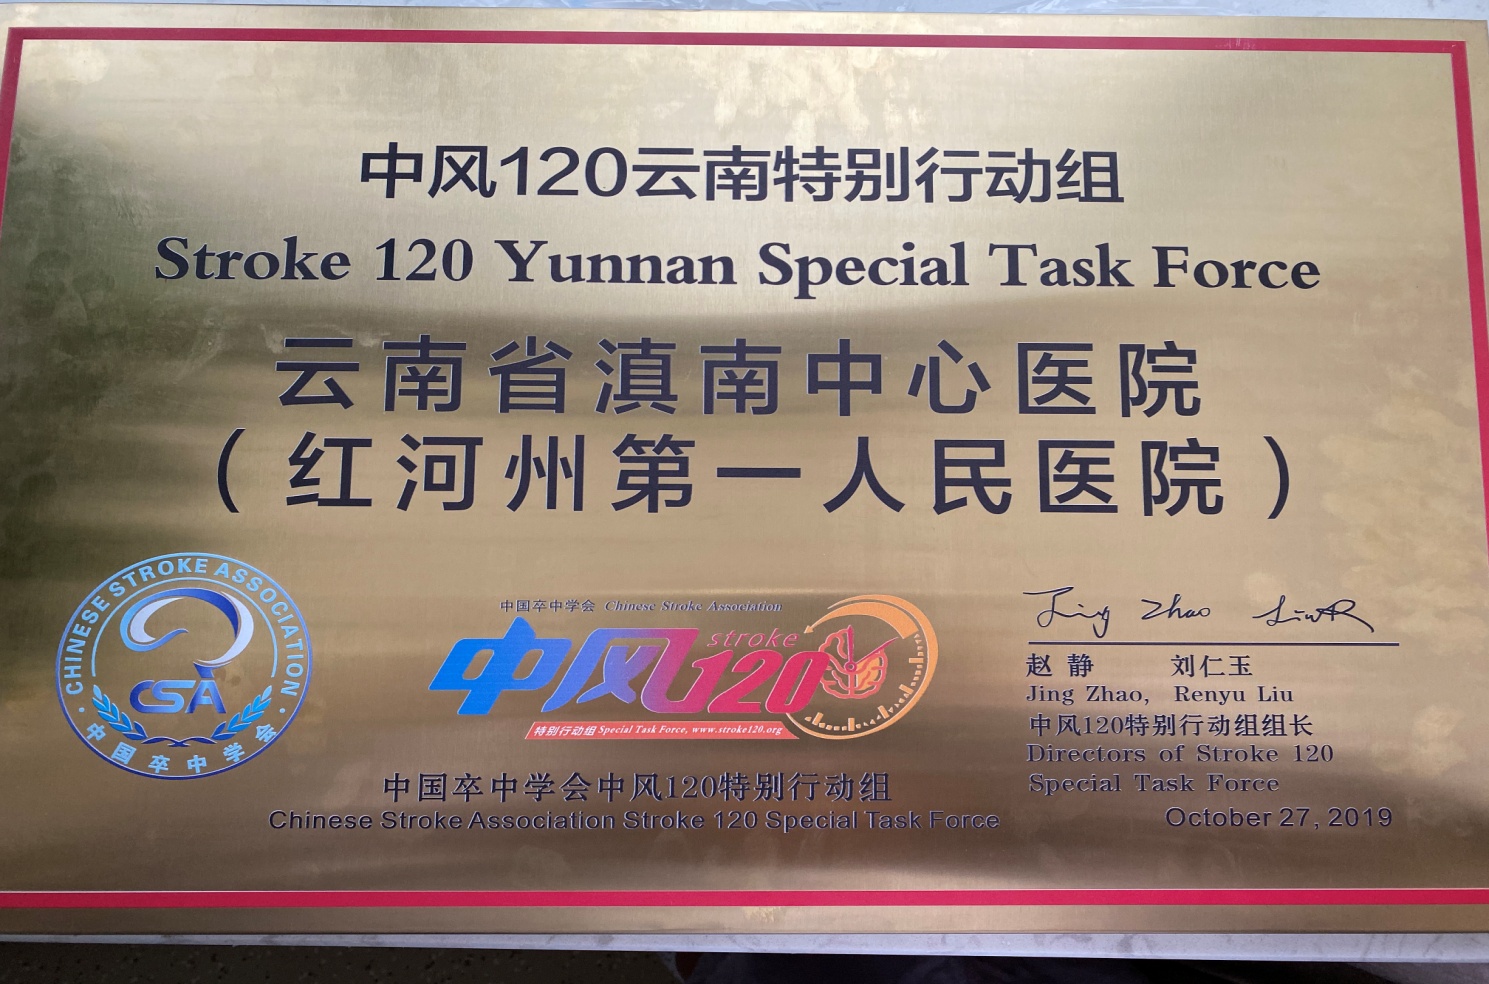 中风120云南特别行动组
Stroke 120 Yunnan Special Task Force
云南省滇南中心医院
（红河州第一人民医院）
CHINESE STROKE ASSOCIATION
CSA
中国卒中学会
中国卒中学会 Chinese Stroke Association
中风120
stroke
特别行动组 Special Task Force, www.stroke120.org
中国卒中学会中风120特别行动组
Chinese Stroke Association Stroke 120 Special Task Force
Jing Zhao
赵 静 刘仁玉
Jing Zhao, Renyu Liu
中风120特别行动组组长
Directors of Stroke 120
Special Task Force
October 27, 2019